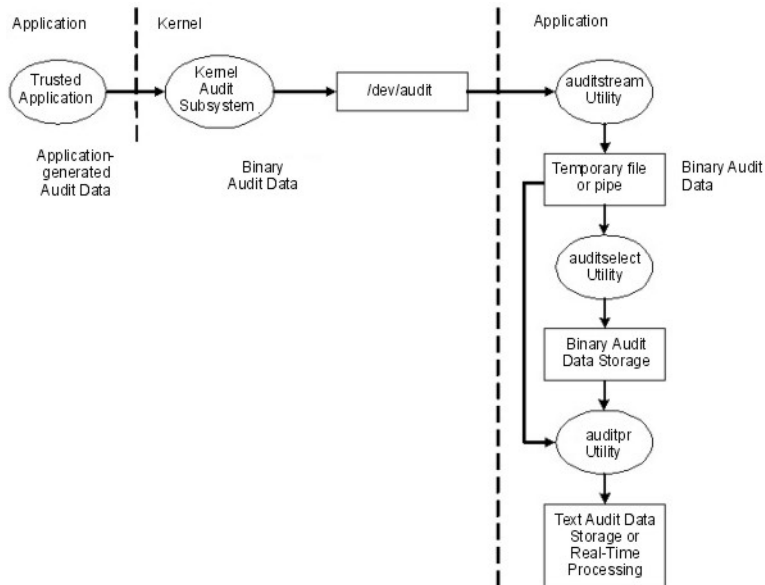 Application
Kernel
Application
Trusted
Application
Kernel
Audit
Subsystem
/dev/audit
auditstream
Utility
Application-
generated
Audit Data
Binary
Audit Data
Temporary file
or pipe
Binary Audit
Data
auditselect
Utility
Binary Audit
Data Storage
auditpr
Utility
Text Audit Data
Storage or
Real-Time
Processing